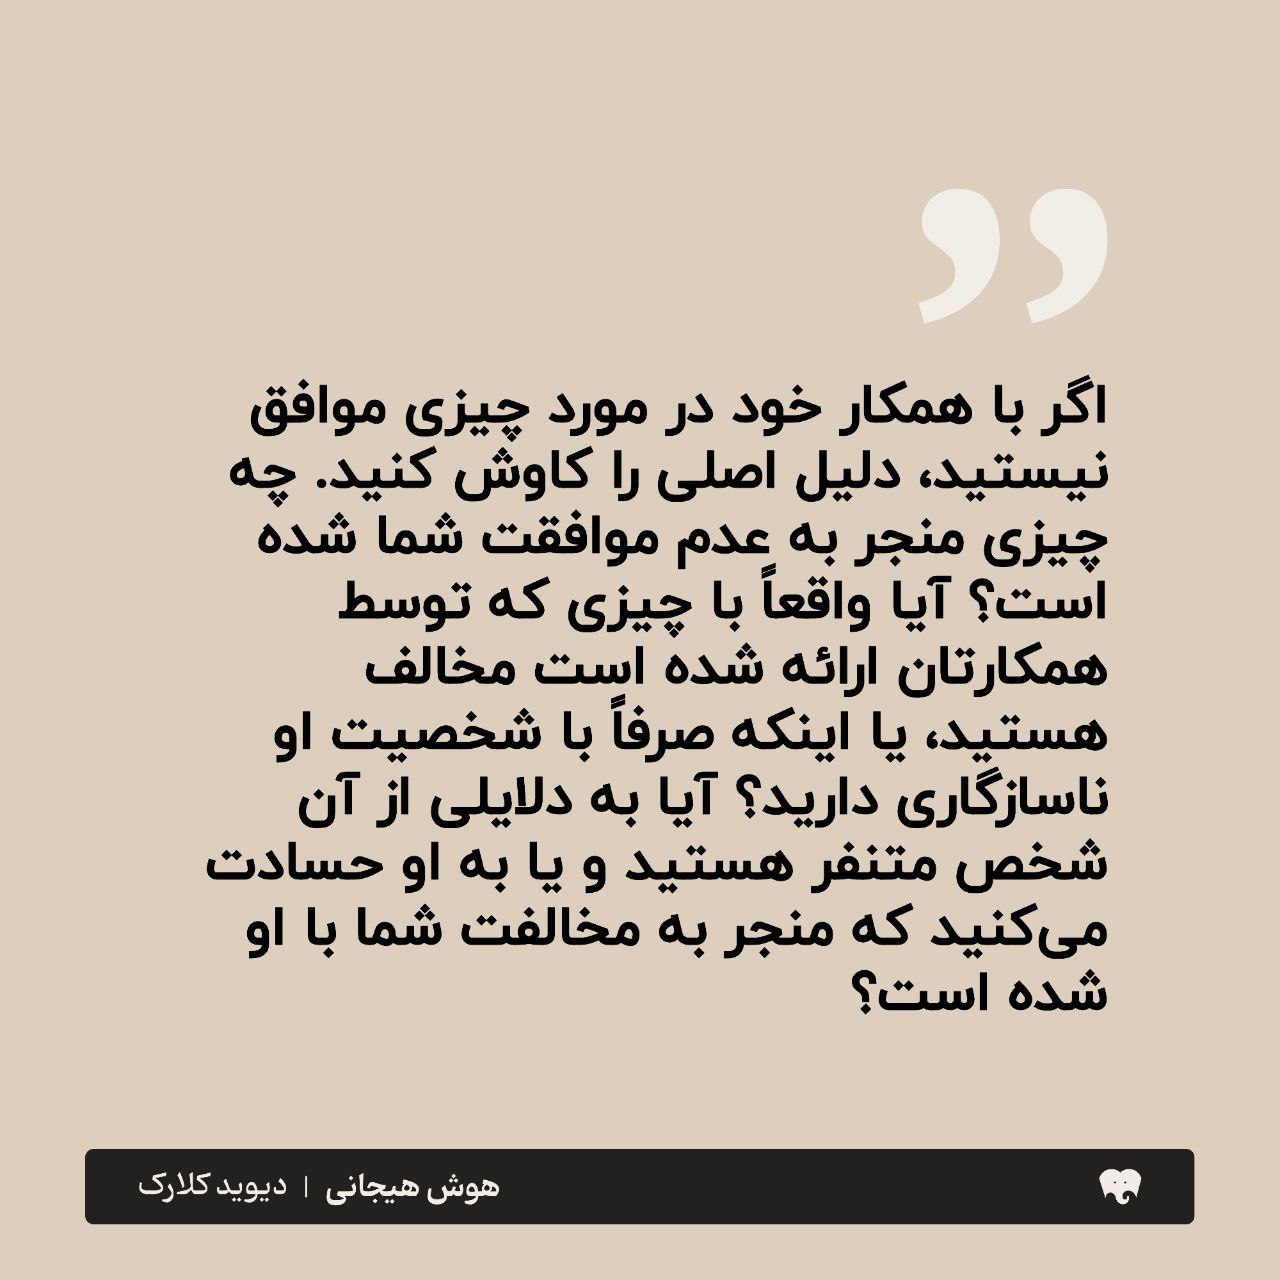 اگر با همکار خود در مورد چیزی موافق
نیستید، دلیل اصلی را کاوش کنید. چه
چیزی منجر به عدم موافقت شما شده
است؟ آیا واقعاً با چیزی که توسط
همکارتان ارائه شده است مخالف
هستید، یا اینکه صرفاً با شخصیت او
ناسازگاری دارید؟ آیا به دلایلی از آن
شخص متنفر هستید و یا به او حسادت
می‌کنید که منجر به مخالفت شما با او
شده است؟
هوش هیجانی | دیوید کلارک